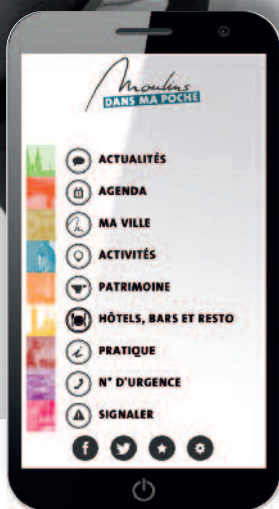 Moulins
DANS MA POCHE
ACTUALITÉS
AGENDA
MA VILLE
ACTIVITÉS
PATRIMOINE
HÔTELS, BARS ET RESTO
PRATIQUE
N° D'URGENCE
SIGNALER